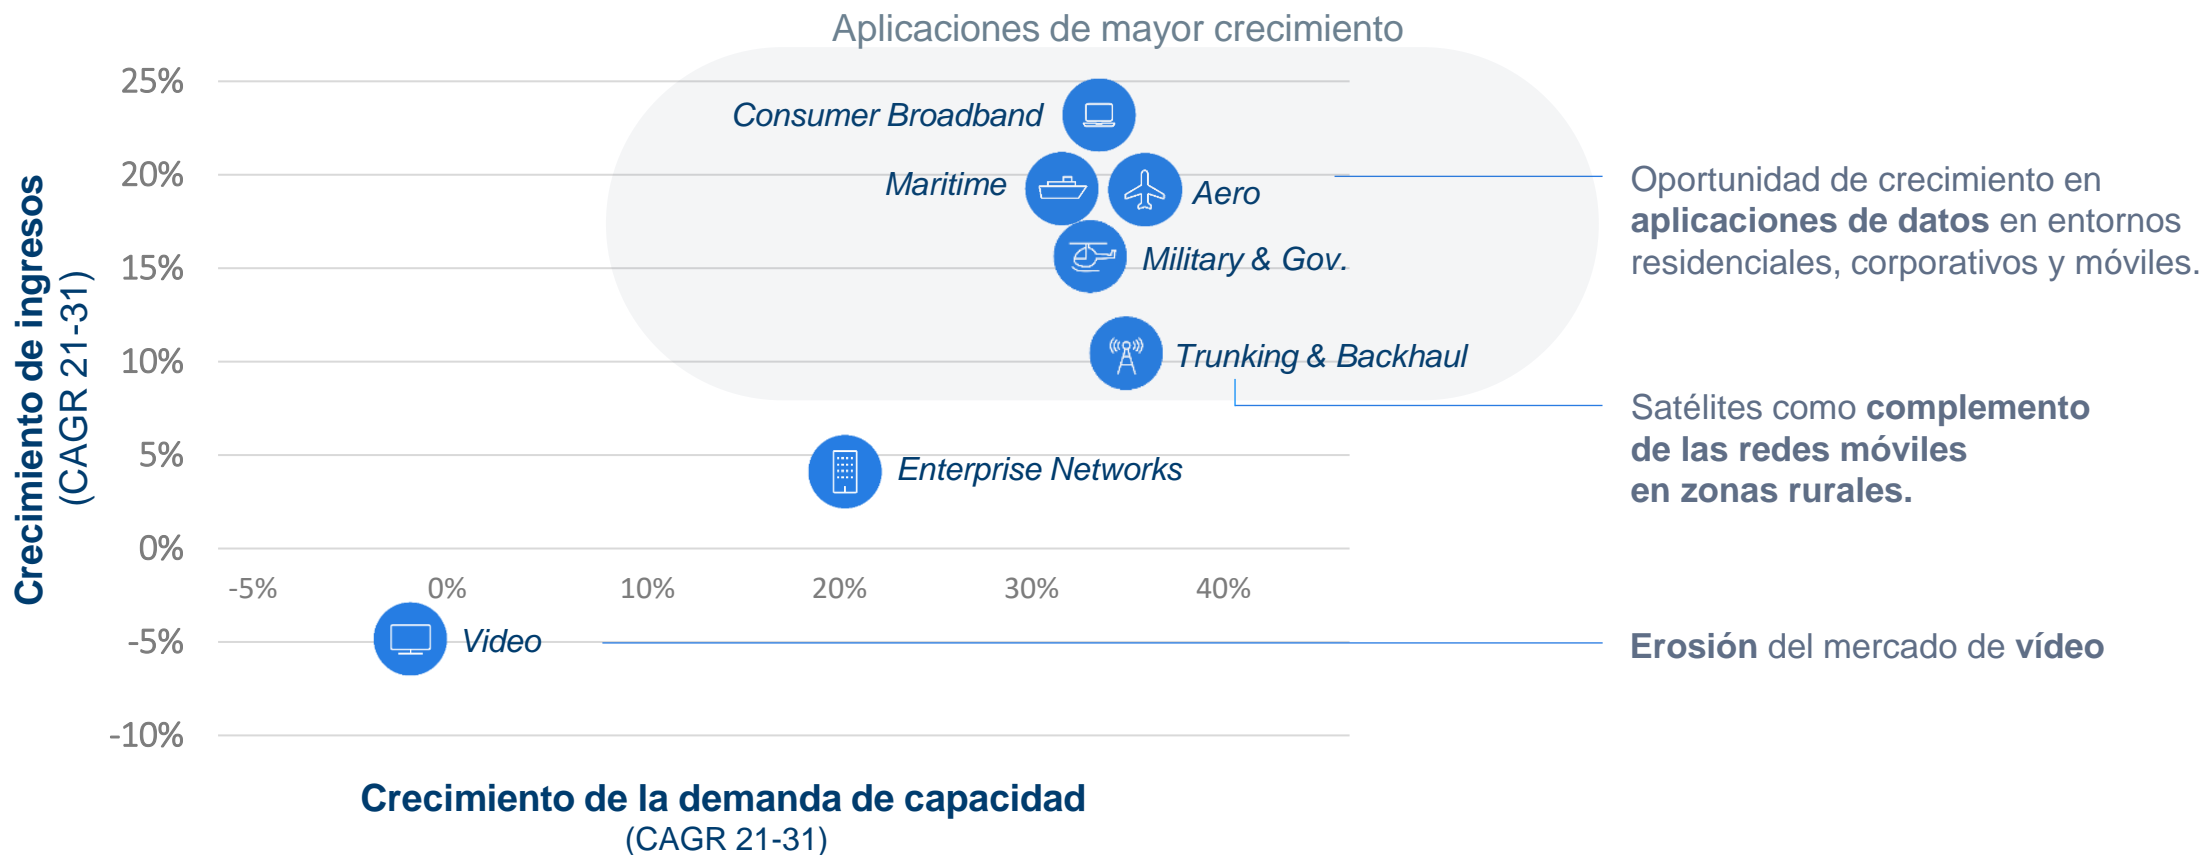 Aplicaciones de mayor crecimiento
25%
20%
15%
10%
5%
0%
-5%
-10%
Crecimiento de ingresos
(CAGR 21-31)
Consumer Broadband
Maritime
Aero
Military & Gov.
Trunking & Backhaul
Enterprise Networks
-5% 0% 10% 20% 30% 40%
Video
Oportunidad de crecimiento en
aplicaciones de datos en entornos
residenciales, corporativos y móviles.
Satélites como complemento
de las redes móviles
en zonas rurales.
Erosión del mercado de vídeo
Crecimiento de la demanda de capacidad
(CAGR 21-31)